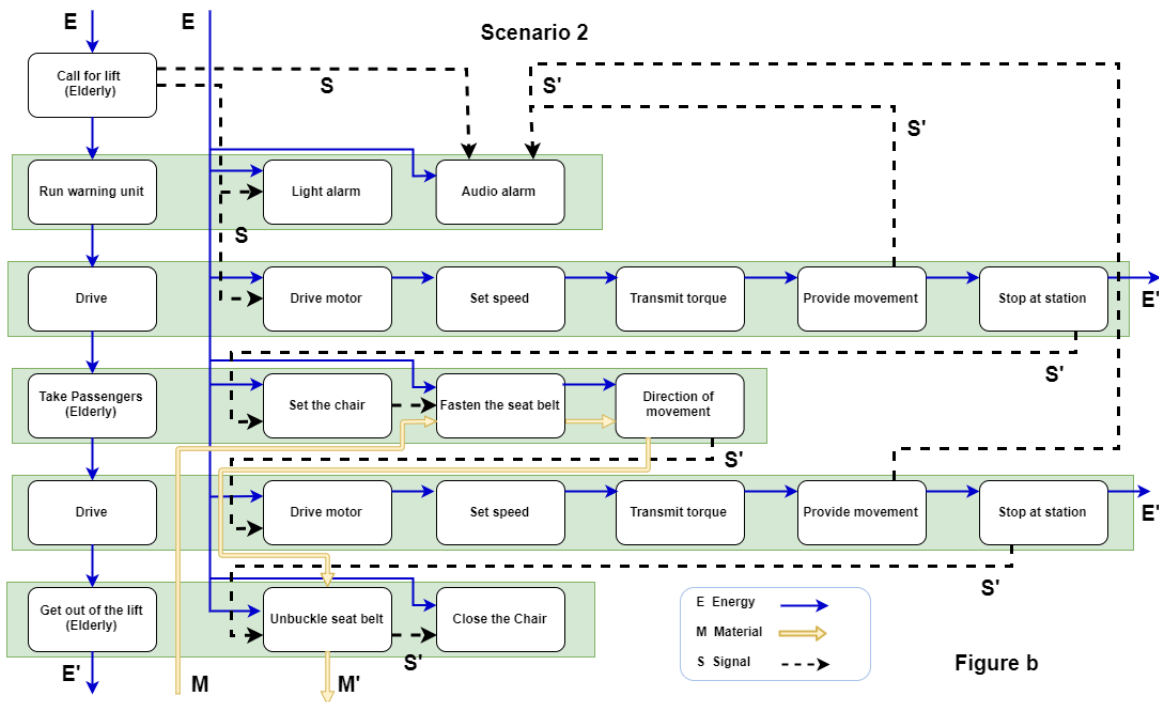 E
E
Scenario 2
Call for lift
(Elderly)
S
S'
S'
Run warning unit
Light alarm
Audio alarm
S
Drive
Drive motor
Set speed
Transmit torque
Provide movement
Stop at station
E'
S'
Take Passengers
(Elderly)
Set the chair
Fasten the seat belt
Direction of
movement
S'
Drive
Drive motor
Set speed
Transmit torque
Provide movement
Stop at station
E'
S'
Get out of the lift
(Elderly)
Unbuckle seat belt
Close the Chair
S'
E Energy
M Material
S Signal
E'
M
M'
Figure b